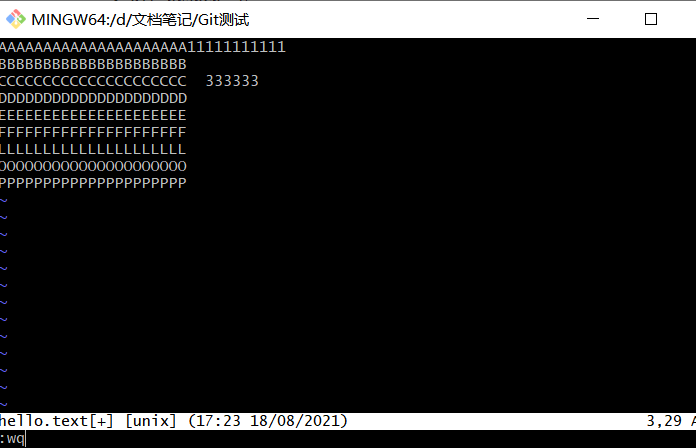 MINGW64:/d/文档笔记/Git测试
AAAAAAAAAAAAAAAAAAAAA11111111111
BBBBBBBBBBBBBBBBBBBBB
CCCCCCCCCCCCCCCCCCCCC  333333
DDDDDDDDDDDDDDDDDDDDD
EEEEEEEEEEEEEEEEEEEEE
FFFFFFFFFFFFFFFFFFFFF
LLLLLLLLLLLLLLLLLLLLL
OOOOOOOOOOOOOOOOOOOOO
PPPPPPPPPPPPPPPPPPPPP
~
~
~
~
~
~
~
~
~
~
~
~
~
hello.text[+] [unix] (17:23 18/08/2021) 3,29 A
:wq